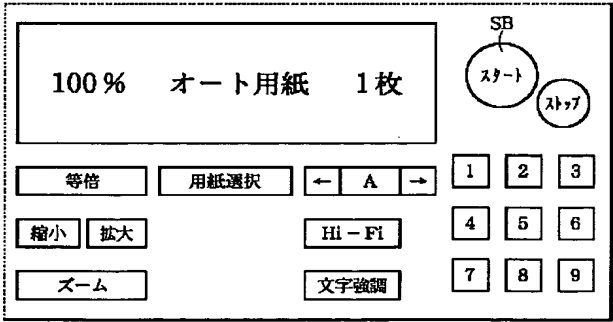 SB
100% オート用紙 1枚
スタート
ストップ
等倍 用紙選択 ← A →
縮小 拡大 Hi-Fi
ズーム 文字強調
1 2 3
4 5 6
7 8 9